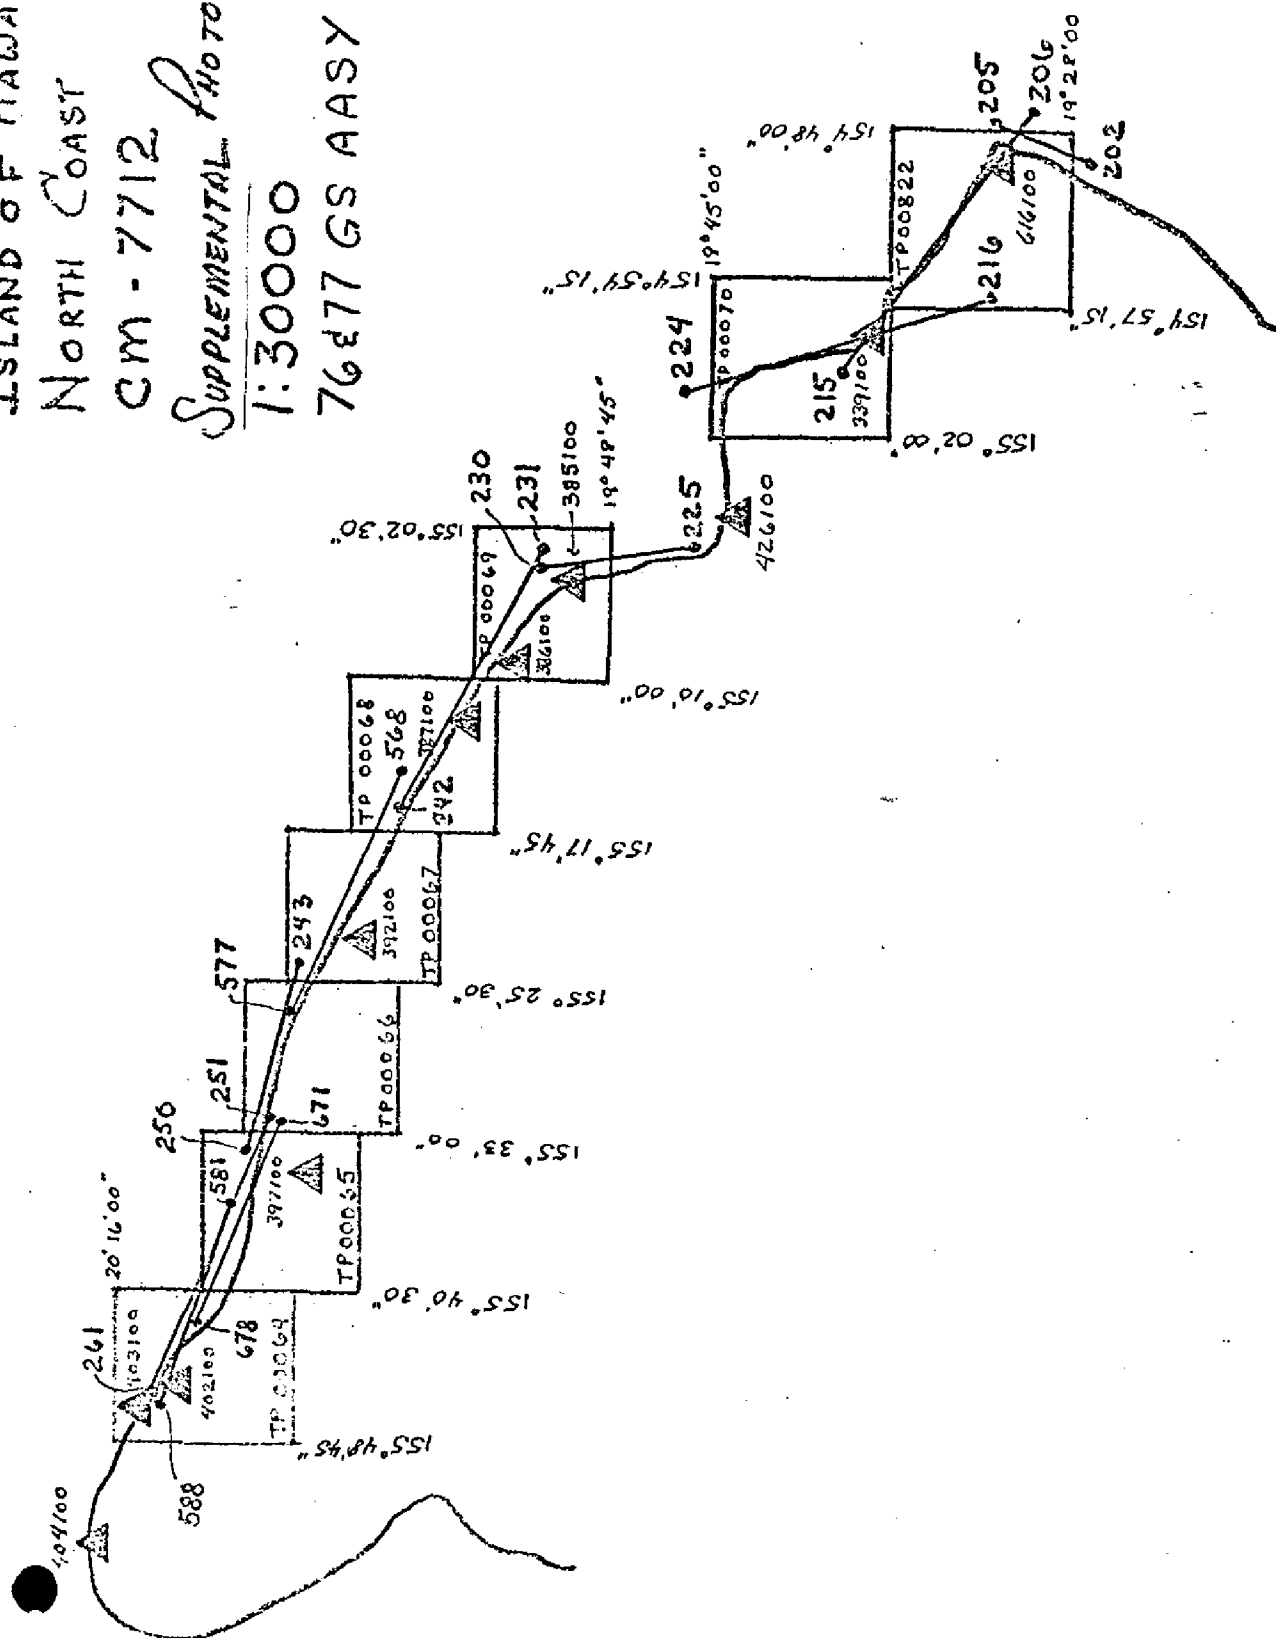 ISLAND OF HAWA
NORTH COAST
CM-7712
SUPPLEMENTAL PHOTO
1:30000
76&77 GS AASY
404100
588
261
403100
402100
TP 00064
155° 48' 45"
20° 16' 00"
678
155° 40' 30"
TP 00065
397100
581
250
251
671
155° 33' 00"
TP 00066
577
243
155° 25' 30"
TP 00067
392100
155° 17' 45"
TP 00068
568
242
387100
155° 10' 00"
386100
TP 00069
155° 02' 30"
230
231
385100
19° 48' 45"
225
426100
224
155° 02' 00"
215
339100
TP 00070
154° 54' 15"
19° 45' 00"
216
154° 57' 15"
TP 00822
154° 48' 00"
616100
205
206
19° 28' 00
202